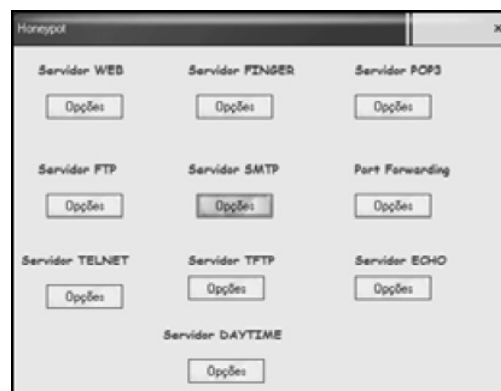 Honeypot
Servidor WEB Servidor FINGER Servidor POP3
Opções Opções Opções
Servidor FTP Servidor SMTP Port Forwarding
Opções Opções Opções
Servidor TELNET Servidor TFTP Servidor ECHO
Opções Opções Opções
Servidor DAYTIME
Opções